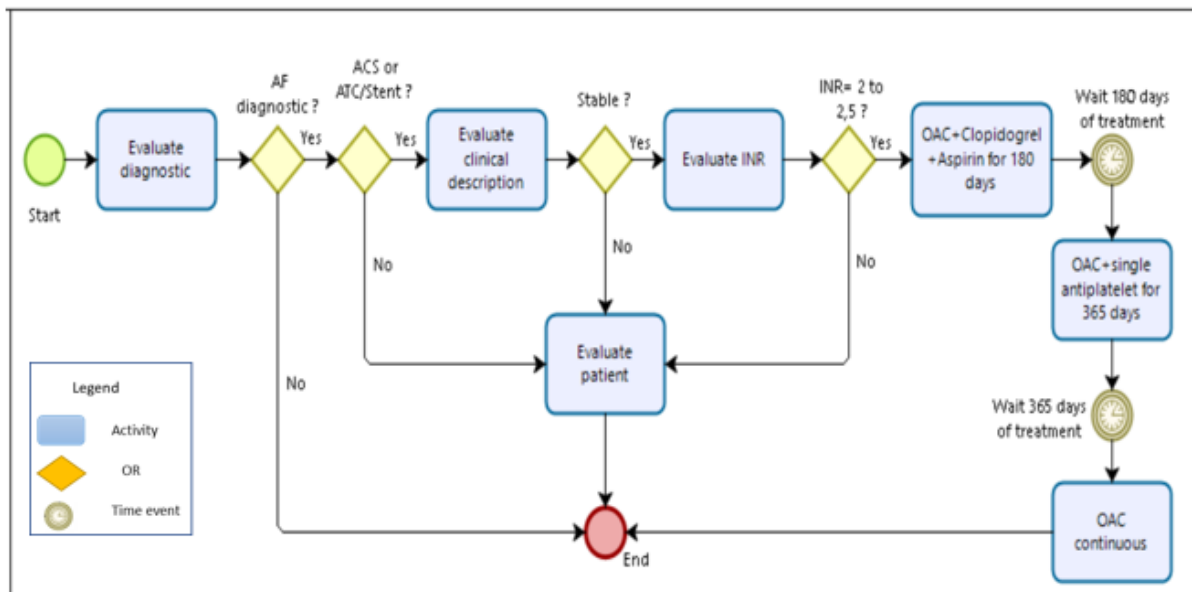 AF
diagnostic ?
ACS or
ATC/Stent ?
Stable ?
INR= 2 to
2,5 ?
Wait 180 days
of treatment
Start
Evaluate
diagnostic
Yes
Yes
Evaluate
clinical
description
Yes
Evaluate INR
Yes
OAC+Clopidogrel
+Aspirin for 180
days
No
No
No
No
OAC+single
antiplatelet for
365 days
Evaluate
patient
Wait 365 days
of treatment
OAC
continuous
End
Legend
Activity
OR
Time event